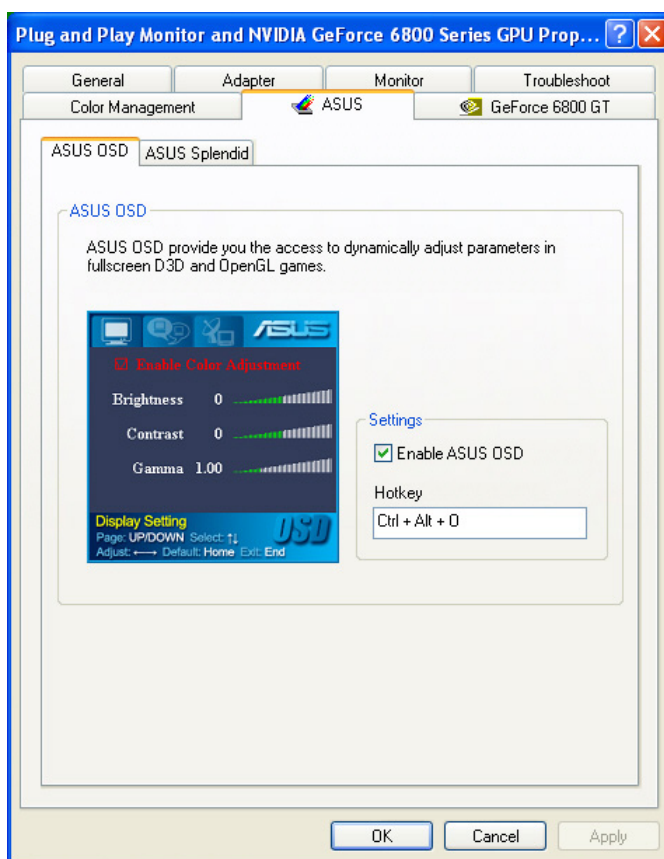 Plug and Play Monitor and NVIDIA GeForce 6800 Series GPU Prop...
General
Adapter
Monitor
Troubleshoot
Color Management
ASUS
GeForce 6800 GT
ASUS OSD
ASUS Splendid
ASUS OSD
ASUS OSD provide you the access to dynamically adjust parameters in
fullscreen D3D and OpenGL games.
ASUS
Enable Color Adjustment
Brightness 0
Contrast 0
Gamma 1.00
Display Setting
OSD
Page: UP/DOWN Select: ↑↓
Adjust: ←→ Default: Home Exit: End
Settings
Enable ASUS OSD
Hotkey
Ctrl + Alt + O
OK
Cancel
Apply